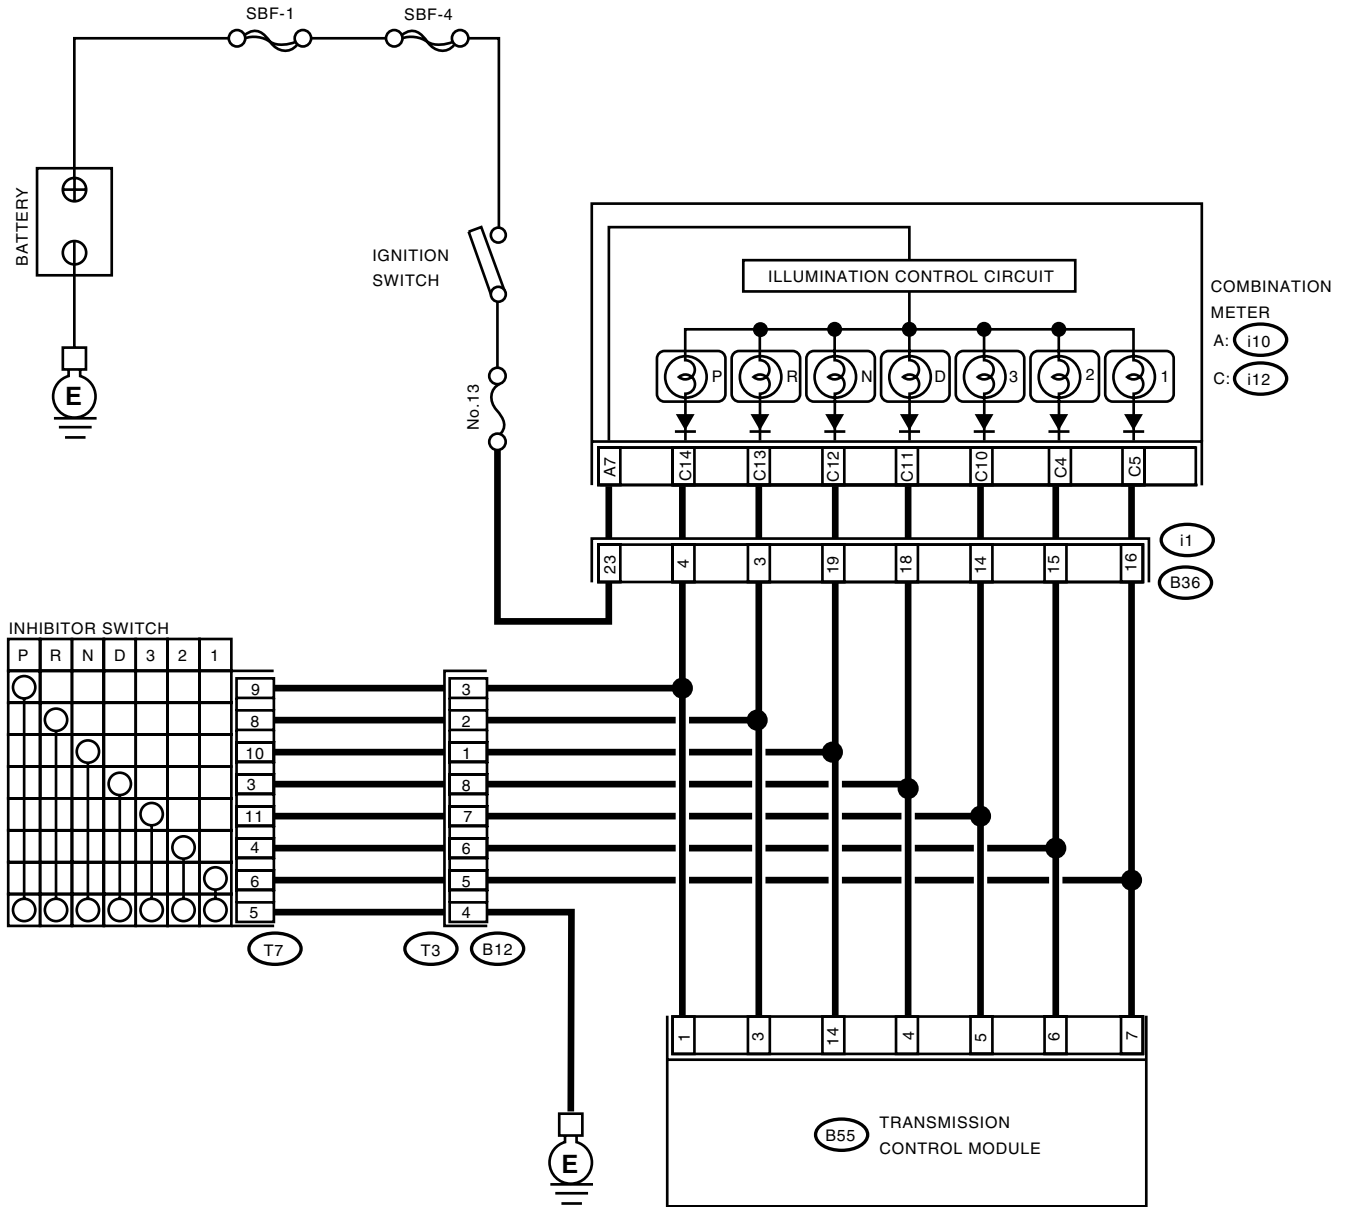 SBF-1
SBF-4
BATTERY
E
IGNITION
SWITCH
No.13
ILLUMINATION CONTROL CIRCUIT
COMBINATION
METER
A: i10
C: i12
P R N D 3 2 1
A7 C14 C13 C12 C11 C10 C4 C5
i1
23 4 3 19 18 14 15 16
B36
INHIBITOR SWITCH
P R N D 3 2 1
9 3
8 2
10 1
3 8
11 7
4 6
6 5
5 4
T7 T3 B12
1 3 14 4 5 6 7
E
B55 TRANSMISSION
CONTROL MODULE